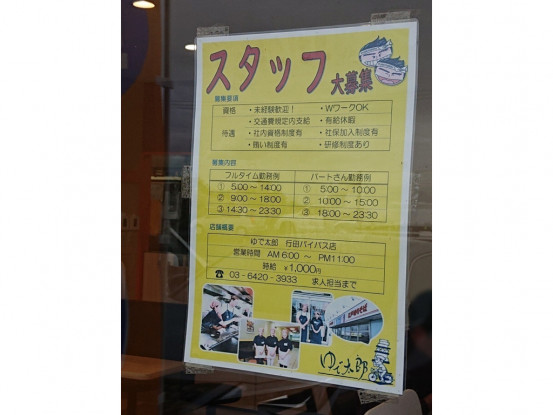 スタッフ大募集
募集要項
資格 ・未経験歓迎！ ・WワークOK
・交通費規定内支給 ・有給休暇
待遇 ・社内資格制度有 ・社保加入制度有
・賄い制度有 ・研修制度あり
募集内容
フルタイム勤務例 パートさん勤務例
① 5:00～14:00 ① 5:00～10:00
② 9:00～18:00 ② 10:00～15:00
③ 14:30～23:30 ③ 18:00～23:30
店舗概要
ゆで太郎 行田バイパス店
営業時間 AM6:00～PM11:00
時給 ¥1,000円
☎ 03-6420-3933 求人担当まで
ゆで太郎